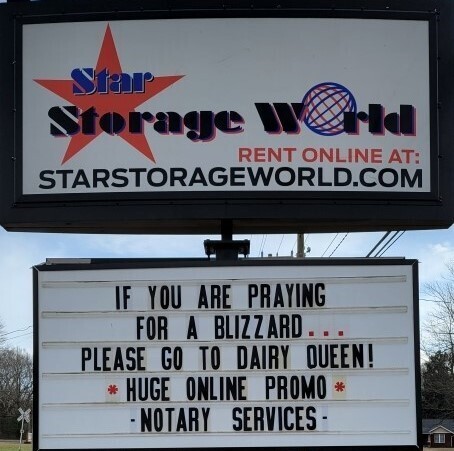 Star
Storage World
RENT ONLINE AT:
STARSTORAGEWORLD.COM
IF YOU ARE PRAYING
FOR A BLIZZARD...
PLEASE GO TO DAIRY QUEEN!
* HUGE ONLINE PROMO *
- NOTARY SERVICES -